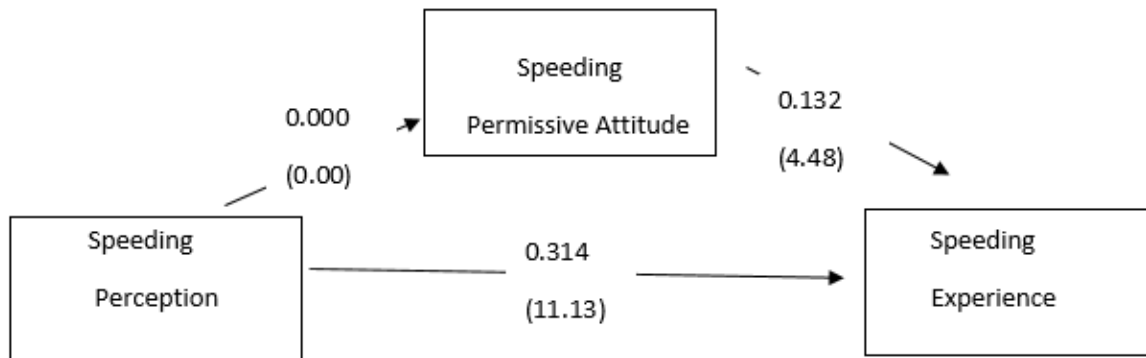 Speeding
Permissive Attitude
0.000
(0.00)
0.132
(4.48)
Speeding
Perception
0.314
(11.13)
Speeding
Experience